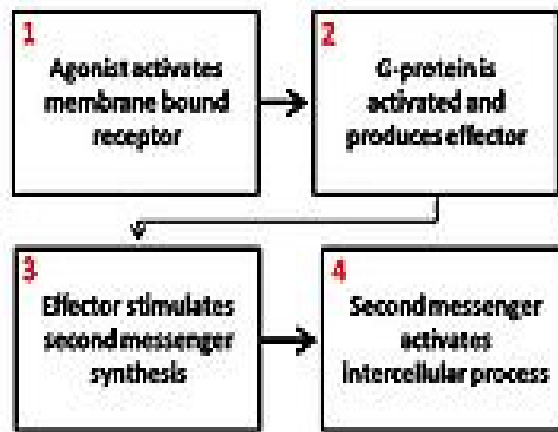 1
Agonist activates
membrane bound
receptor
2
G-protein is
activated and
produces effector
3
Effector stimulates
second messenger
synthesis
4
Second messenger
activates
intercellular process